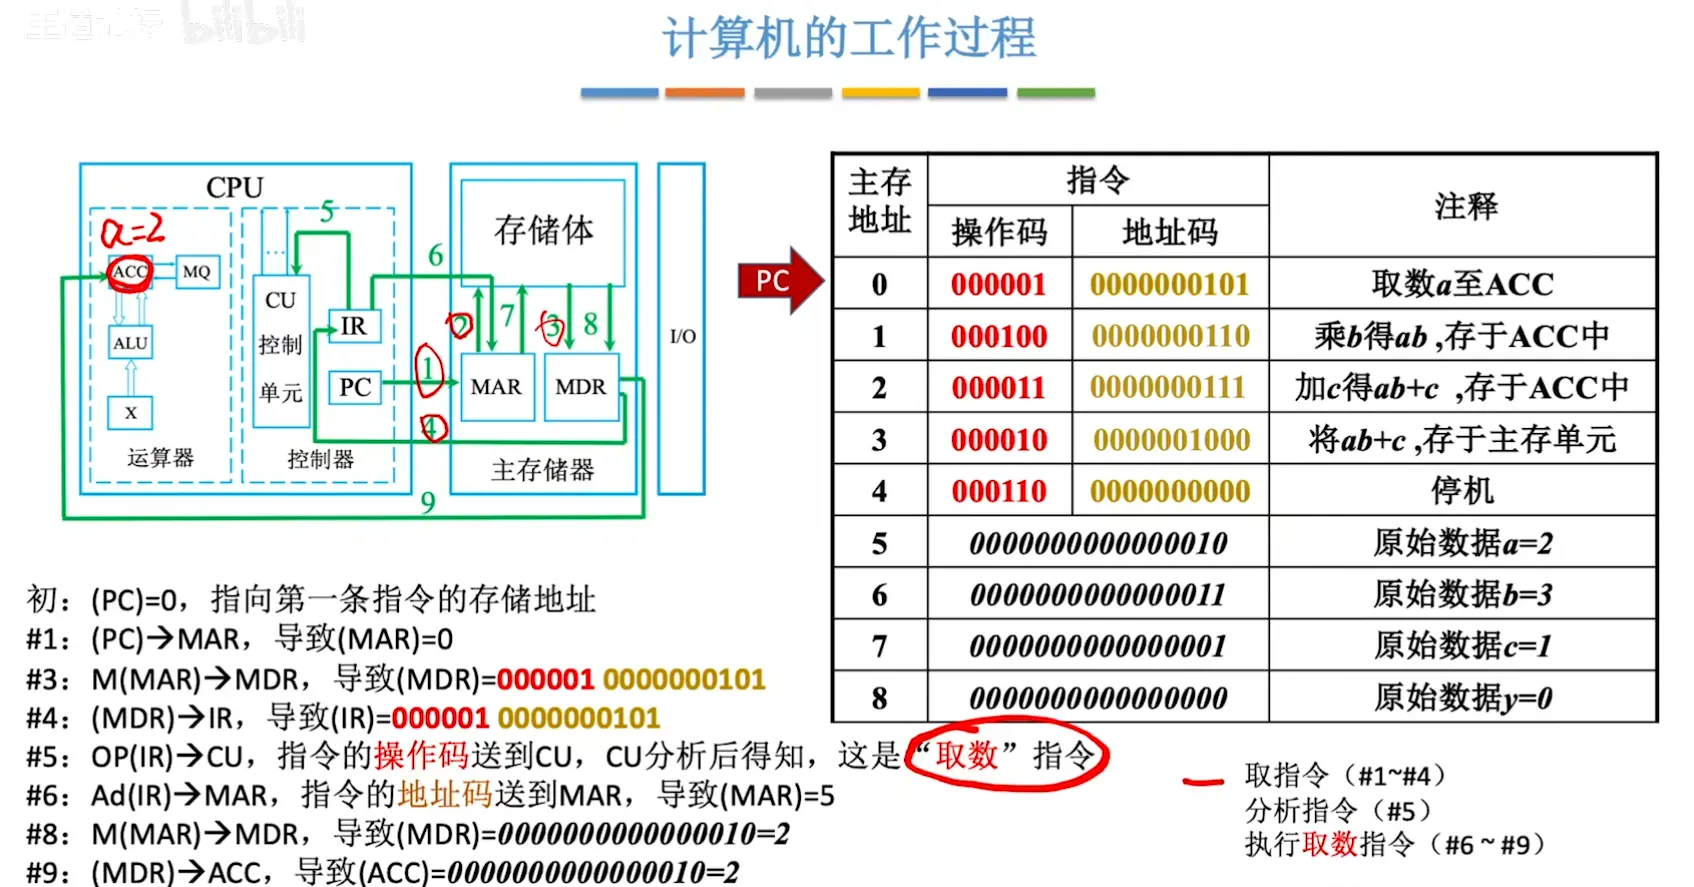 王道论坛 bilibili
计算机的工作过程
CPU
a=2
ACC
MQ
ALU
X
运算器
5
...
CU
控制
单元
IR
PC
控制器
6
1
4
9
存储体
2
7
3
8
MAR
MDR
主存储器
I/O
PC
主存地址 指令 注释
操作码 地址码
0 000001 0000000101 取数a至ACC
1 000100 0000000110 乘b得ab ,存于ACC中
2 000011 0000000111 加c得ab+c ,存于ACC中
3 000010 0000001000 将ab+c ,存于主存单元
4 000110 0000000000 停机
5 0000000000000010 原始数据a=2
6 0000000000000011 原始数据b=3
7 0000000000000001 原始数据c=1
8 0000000000000000 原始数据y=0
初：(PC)=0，指向第一条指令的存储地址
#1：(PC)→MAR，导致(MAR)=0
#3：M(MAR)→MDR，导致(MDR)=000001 0000000101
#4：(MDR)→IR，导致(IR)=000001 0000000101
#5：OP(IR)→CU，指令的操作码送到CU，CU分析后得知，这是“取数”指令
#6：Ad(IR)→MAR，指令的地址码送到MAR，导致(MAR)=5
#8：M(MAR)→MDR，导致(MDR)=0000000000000010=2
#9：(MDR)→ACC，导致(ACC)=0000000000000010=2
取指令（#1~#4）
分析指令（#5）
执行取数指令（#6 ~ #9）